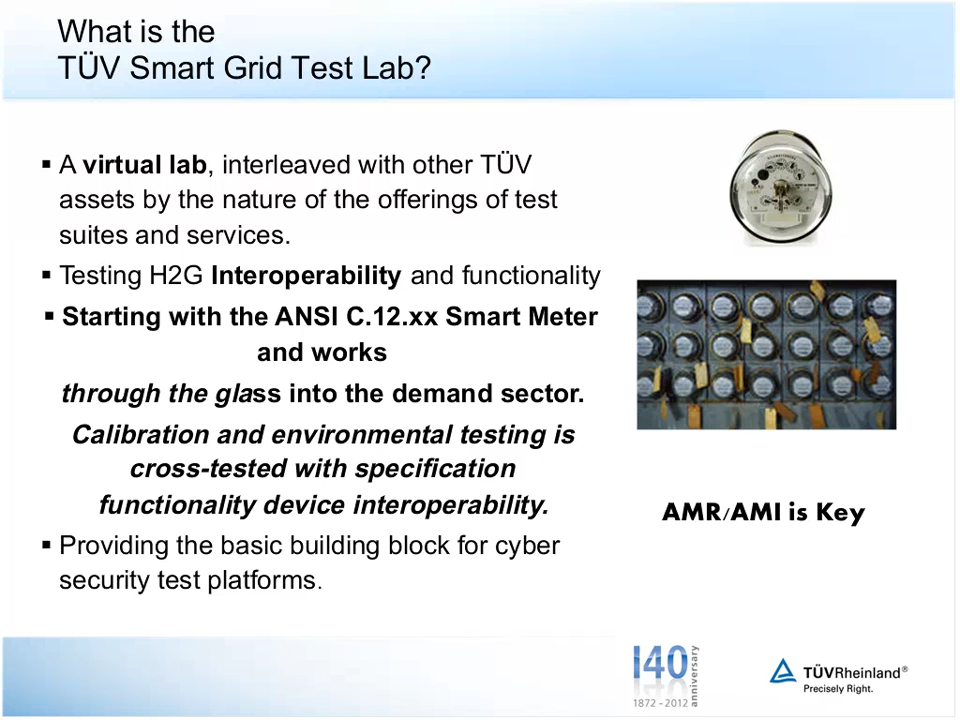 What is the
TÜV Smart Grid Test Lab?
▪ A virtual lab, interleaved with other TÜV
assets by the nature of the offerings of test
suites and services.
▪ Testing H2G Interoperability and functionality
▪ Starting with the ANSI C.12.xx Smart Meter
and works
through the glass into the demand sector.
Calibration and environmental testing is
cross-tested with specification
functionality device interoperability.
▪ Providing the basic building block for cyber
security test platforms.
AMR/AMI is Key
140
anniversary
1872 - 2012
TÜVRheinland®
Precisely Right.